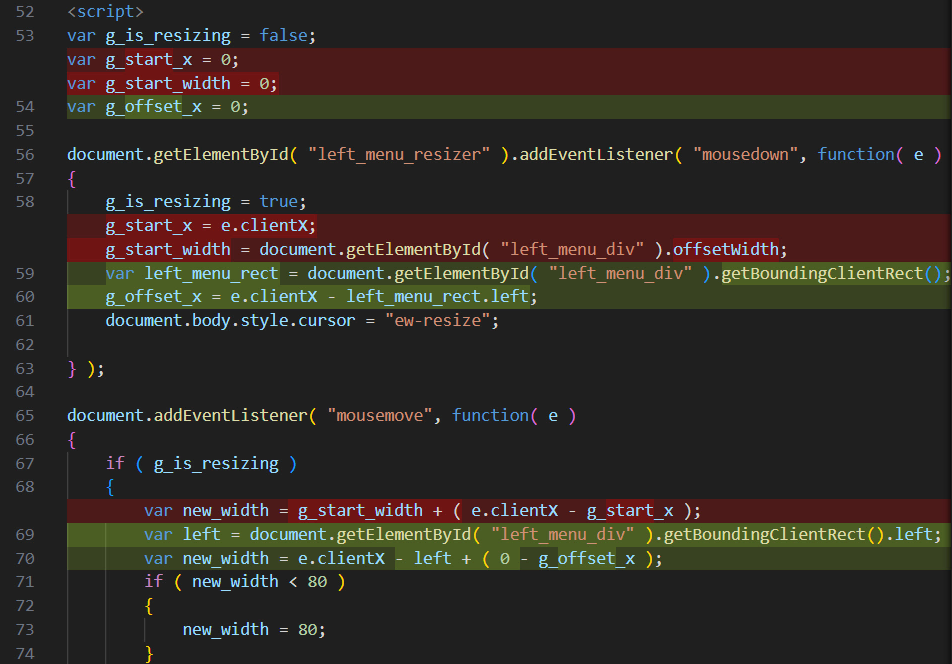 52 <script>
53 var g_is_resizing = false;
var g_start_x = 0;
var g_start_width = 0;
54 var g_offset_x = 0;
55
56 document.getElementById( "left_menu_resizer" ).addEventListener( "mousedown", function( e )
57 {
58 g_is_resizing = true;
g_start_x = e.clientX;
g_start_width = document.getElementById( "left_menu_div" ).offsetWidth;
59 var left_menu_rect = document.getElementById( "left_menu_div" ).getBoundingClientRect();
60 g_offset_x = e.clientX - left_menu_rect.left;
61 document.body.style.cursor = "ew-resize";
62
63 } );
64
65 document.addEventListener( "mousemove", function( e )
66 {
67 if ( g_is_resizing )
68 {
var new_width = g_start_width + ( e.clientX - g_start_x );
69 var left = document.getElementById( "left_menu_div" ).getBoundingClientRect().left;
70 var new_width = e.clientX - left + ( 0 - g_offset_x );
71 if ( new_width < 80 )
72 {
73 new_width = 80;
74 }